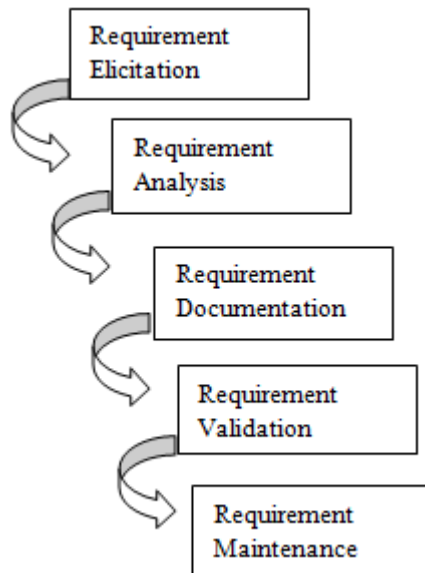 Requirement
Elicitation
Requirement
Analysis
Requirement
Documentation
Requirement
Validation
Requirement
Maintenance